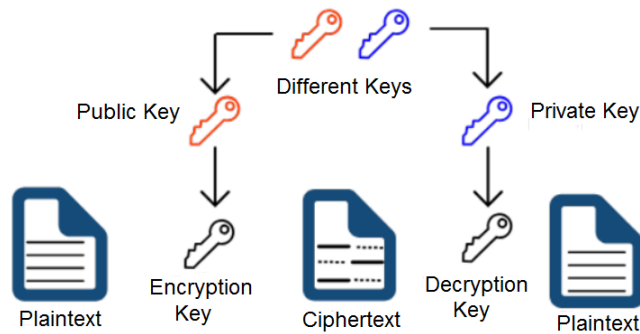 Different Keys
Public Key
Private Key
Plaintext
Encryption
Key
Ciphertext
Decryption
Key
Plaintext